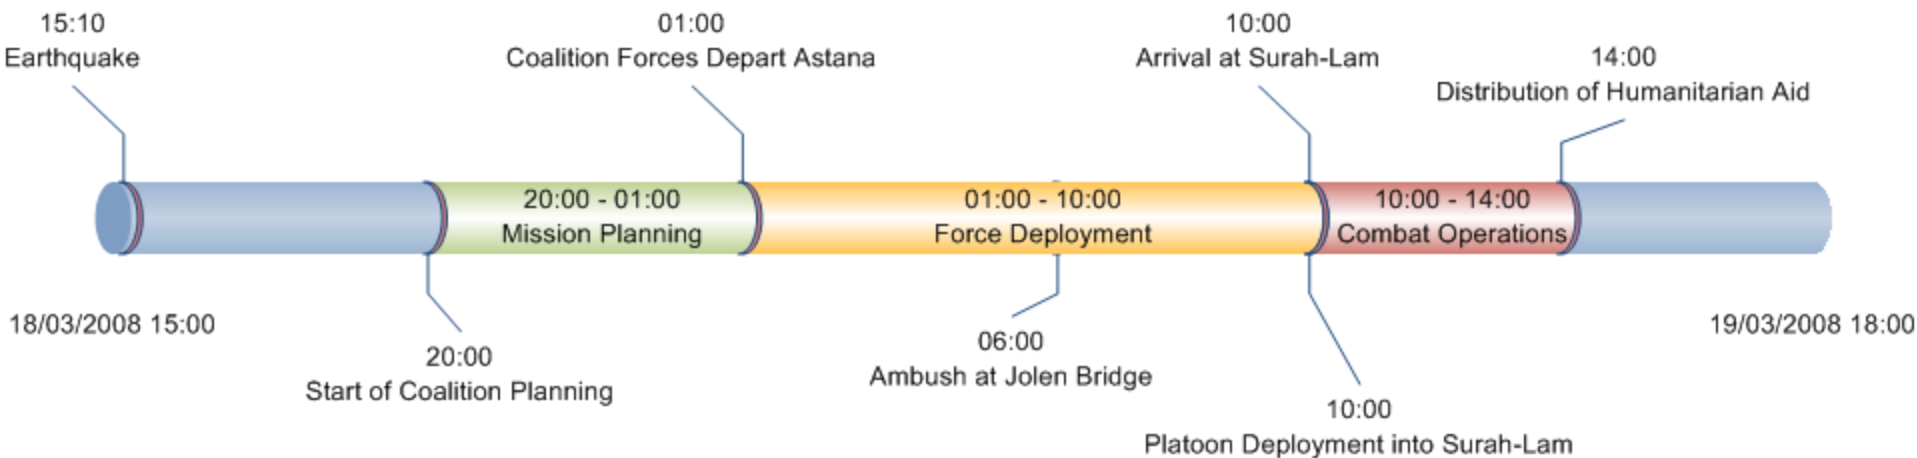 15:10
Earthquake
01:00
Coalition Forces Depart Astana
10:00
Arrival at Surah-Lam
14:00
Distribution of Humanitarian Aid
20:00 - 01:00
Mission Planning
01:00 - 10:00
Force Deployment
10:00 - 14:00
Combat Operations
18/03/2008 15:00
19/03/2008 18:00
20:00
Start of Coalition Planning
06:00
Ambush at Jolen Bridge
10:00
Platoon Deployment into Surah-Lam